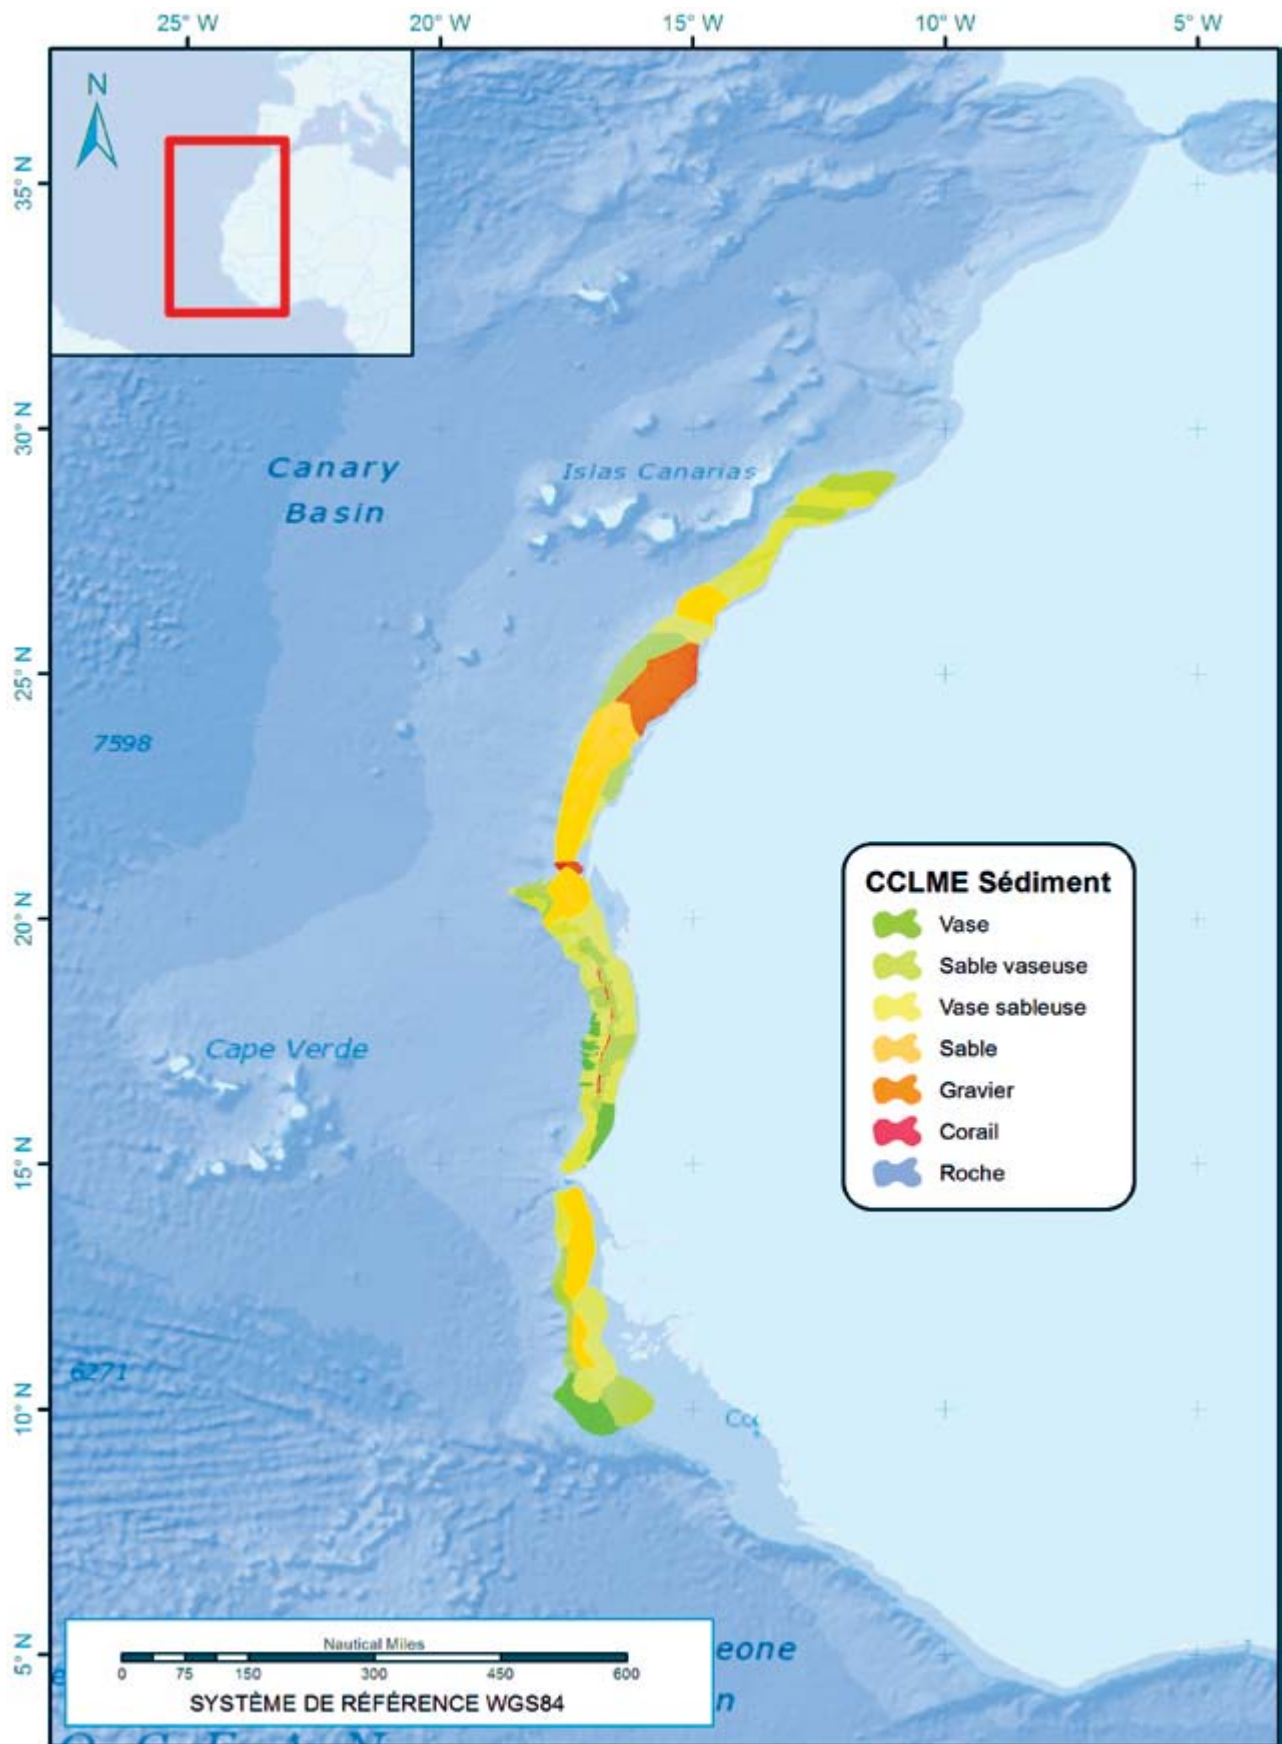 25° W
20° W
15° W
10° W
5° W
N
35° N
30° N
25° N
20° N
15° N
10° N
5° N
Canary
Basin
Islas Canarias
7598
Cape Verde
6271
CCLME Sédiment
Vase
Sable vaseuse
Vase sableuse
Sable
Gravier
Corail
Roche
eone
n
Nautical Miles
0 75 150 300 450 600
SYSTÈME DE RÉFÉRENCE WGS84